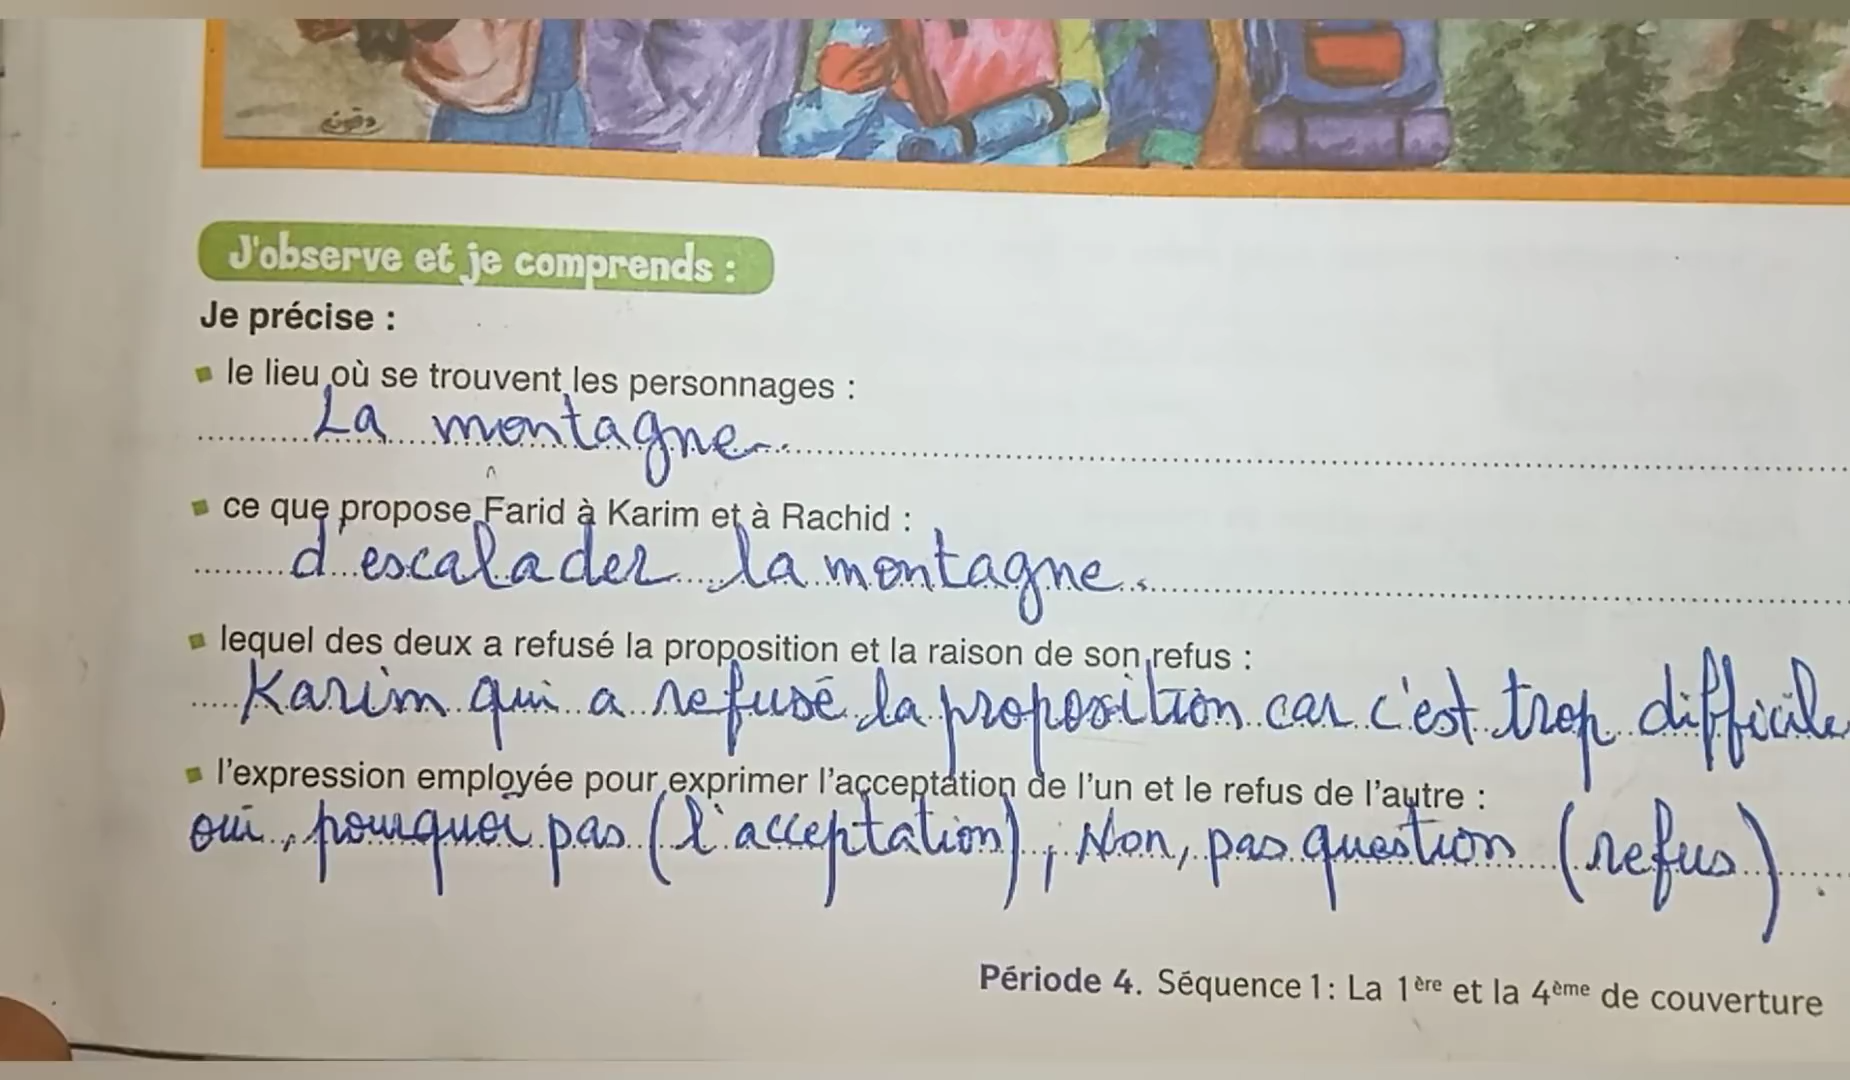 J'observe et je comprends :
Je précise :
le lieu où se trouvent les personnages :
La montagne.
ce que propose Farid à Karim et à Rachid :
d'escalader la montagne.
lequel des deux a refusé la proposition et la raison de son refus :
Karim qui a refusé la proposition car c'est trop difficile
l'expression employée pour exprimer l'acceptation de l'un et le refus de l'autre :
oui, pourquoi pas (l'acceptation), Non, pas question (refus)
Période 4. Séquence 1: La 1ère et la 4ème de couverture